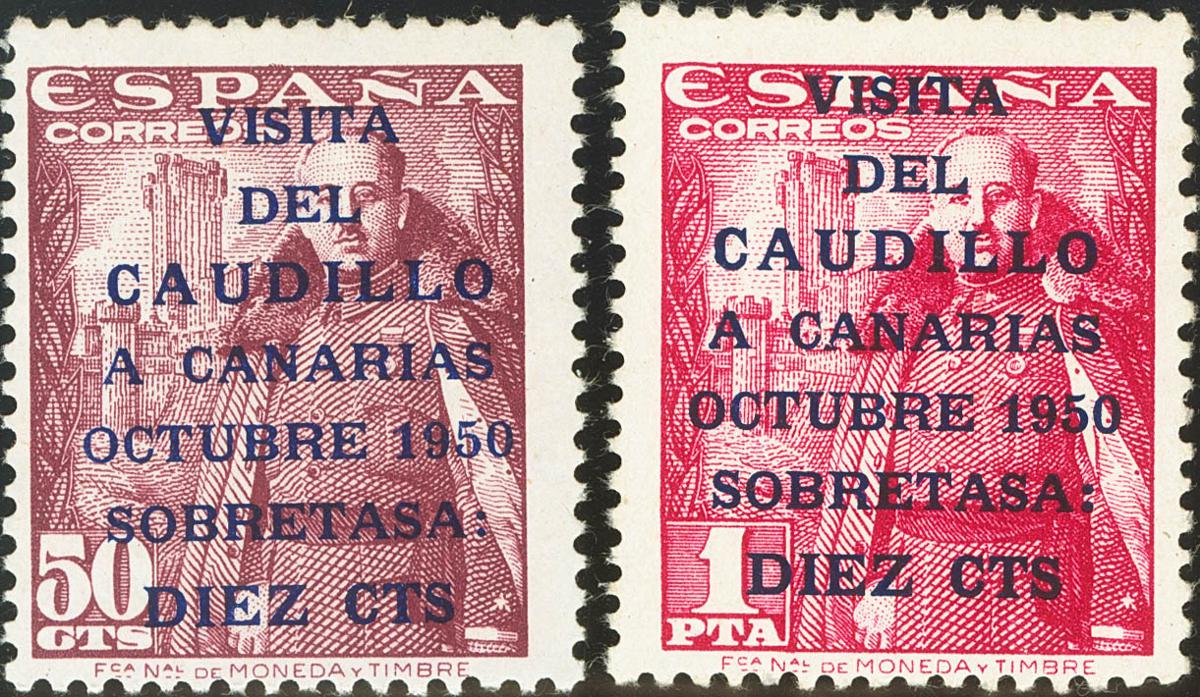 ESPAÑA
CORREOS
VISITA
DEL
CAUDILLO
A CANARIAS
OCTUBRE 1950
SOBRETASA:
DIEZ CTS
50
CTS
FCA NAL DE MONEDA Y TIMBRE
ESPAÑA
CORREOS
VISITA
DEL
CAUDILLO
A CANARIAS
OCTUBRE 1950
SOBRETASA:
DIEZ CTS
1
PTA
FCA NAL DE MONEDA Y TIMBRE